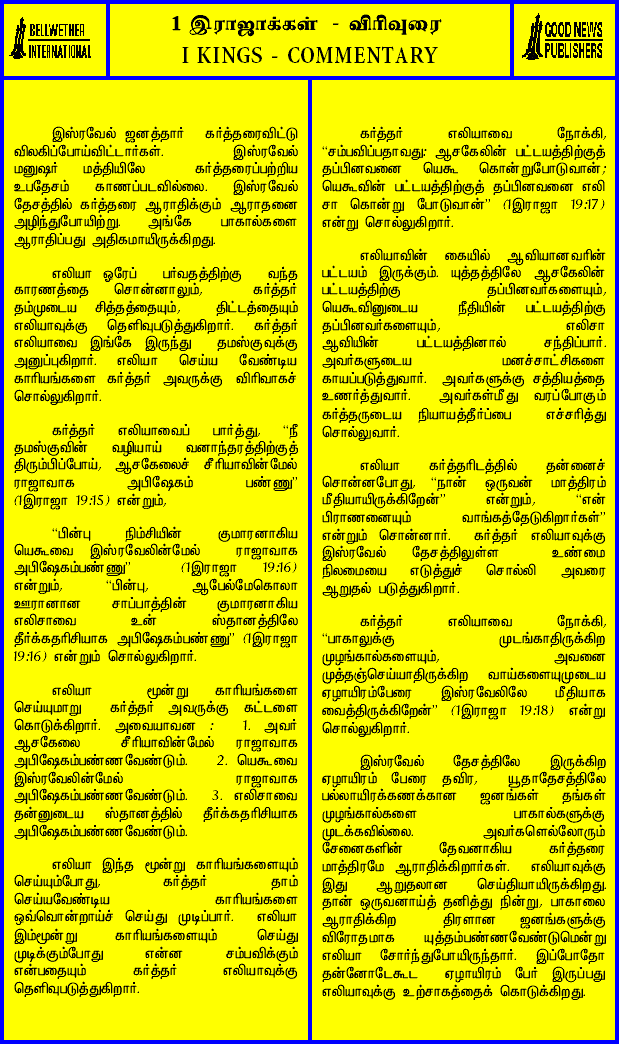 BELLWETHER
INTERNATIONAL
1 இராஜாக்கள் - விரிவுரை
I KINGS - COMMENTARY
GOOD NEWS
PUBLISHERS
இஸ்ரவேல் ஜனத்தார் கர்த்தரைவிட்டு
விலகிப்போய்விட்டார்கள். இஸ்ரவேல்
மனுஷர் மத்தியிலே கர்த்தரைப்பற்றிய
உபதேசம் காணப்படவில்லை. இஸ்ரவேல்
தேசத்தில் கர்த்தரை ஆராதிக்கும் ஆராதனை
அழிந்துபோயிற்று. அங்கே பாகால்களை
ஆராதிப்பது அதிகமாயிருக்கிறது.
எலியா ஓரேப் பர்வதத்திற்கு வந்த
காரணத்தை சொன்னாலும், கர்த்தர்
தம்முடைய சித்தத்தையும், திட்டத்தையும்
எலியாவுக்கு தெளிவுபடுத்துகிறார். கர்த்தர்
எலியாவை இங்கே இருந்து தமஸ்குவுக்கு
அனுப்புகிறார். எலியா செய்ய வேண்டிய
காரியங்களை கர்த்தர் அவருக்கு விரிவாகச்
சொல்லுகிறார்.
கர்த்தர் எலியாவைப் பார்த்து, “நீ
தமஸ்குவின் வழியாய் வனாந்தரத்திற்குத்
திரும்பிப்போய், ஆசகேலைச் சீரியாவின்மேல்
ராஜாவாக அபிஷேகம் பண்ணு”
(1இராஜா 19:15) என்றும்,
“பின்பு நிம்சியின் குமாரனாகிய
யெகூவை இஸ்ரவேலின்மேல் ராஜாவாக
அபிஷேகம்பண்ணு” (1இராஜா 19:16)
என்றும், “பின்பு, ஆபேல்மேகொலா
ஊரானான சாப்பாத்தின் குமாரனாகிய
எலிசாவை உன் ஸ்தானத்திலே
தீர்க்கதரிசியாக அபிஷேகம்பண்ணு” (1இராஜா
19:16) என்றும் சொல்லுகிறார்.
எலியா மூன்று காரியங்களை
செய்யுமாறு கர்த்தர் அவருக்கு கட்டளை
கொடுக்கிறார். அவையாவன : 1. அவர்
ஆசகேலை சீரியாவின்மேல் ராஜாவாக
அபிஷேகம்பண்ணவேண்டும். 2. யெகூவை
இஸ்ரவேலின்மேல் ராஜாவாக
அபிஷேகம்பண்ணவேண்டும். 3. எலிசாவை
தன்னுடைய ஸ்தானத்தில் தீர்க்கதரிசியாக
அபிஷேகம்பண்ணவேண்டும்.
எலியா இந்த மூன்று காரியங்களையும்
செய்யும்போது, கர்த்தர் தாம்
செய்யவேண்டிய காரியங்களை
ஒவ்வொன்றாய்ச் செய்து முடிப்பார். எலியா
இம்மூன்று காரியங்களையும் செய்து
முடிக்கும்போது என்ன சம்பவிக்கும்
என்பதையும் கர்த்தர் எலியாவுக்கு
தெளிவுபடுத்துகிறார்.
கர்த்தர் எலியாவை நோக்கி,
“சம்பவிப்பதாவது: ஆசகேலின் பட்டயத்திற்குத்
தப்பினவனை யெகூ கொன்றுபோடுவான்;
யெகூவின் பட்டயத்திற்குத் தப்பினவனை எலி
சா கொன்று போடுவான்” (1இராஜா 19:17)
என்று சொல்லுகிறார்.
எலியாவின் கையில் ஆவியானவரின்
பட்டயம் இருக்கும். யுத்தத்திலே ஆசகேலின்
பட்டயத்திற்கு தப்பினவர்களையும்,
யெகூவினுடைய நீதியின் பட்டயத்திற்கு
தப்பினவர்களையும், எலிசா
ஆவியின் பட்டயத்தினால் சந்திப்பார்.
அவர்களுடைய மனச்சாட்சிகளை
காயப்படுத்துவார். அவர்களுக்கு சத்தியத்தை
உணர்த்துவார். அவர்கள்மீது வரப்போகும்
கர்த்தருடைய நியாயத்தீர்ப்பை எச்சரித்து
சொல்லுவார்.
எலியா கர்த்தரிடத்தில் தன்னைச்
சொன்னபோது, “நான் ஒருவன் மாத்திரம்
மீதியாயிருக்கிறேன்” என்றும், “என்
பிராணனையும் வாங்கத்தேடுகிறார்கள்”
என்றும் சொன்னார். கர்த்தர் எலியாவுக்கு
இஸ்ரவேல் தேசத்திலுள்ள உண்மை
நிலமையை எடுத்துச் சொல்லி அவரை
ஆறுதல் படுத்துகிறார்.
கர்த்தர் எலியாவை நோக்கி,
“பாகாலுக்கு முடங்காதிருக்கிற
முழங்கால்களையும், அவனை
முத்தஞ்செய்யாதிருக்கிற வாய்களையுமுடைய
ஏழாயிரம்பேரை இஸ்ரவேலிலே மீதியாக
வைத்திருக்கிறேன்” (1இராஜா 19:18) என்று
சொல்லுகிறார்.
இஸ்ரவேல் தேசத்திலே இருக்கிற
ஏழாயிரம் பேரை தவிர, யூதாதேசத்திலே
பல்லாயிரக்கணக்கான ஜனங்கள் தங்கள்
முழங்கால்களை பாகால்களுக்கு
முடக்கவில்லை. அவர்களெல்லோரும்
சேனைகளின் தேவனாகிய கர்த்தரை
மாத்திரமே ஆராதிக்கிறார்கள். எலியாவுக்கு
இது ஆறுதலான செய்தியாயிருக்கிறது.
தான் ஒருவனாய்த் தனித்து நின்று, பாகாலை
ஆராதிக்கிற திரளான ஜனங்களுக்கு
விரோதமாக யுத்தம்பண்ணவேண்டுமென்று
எலியா சோர்ந்துபோயிருந்தார். இப்போதோ
தன்னோடேகூட ஏழாயிரம் பேர் இருப்பது
எலியாவுக்கு உற்சாகத்தைக் கொடுக்கிறது.